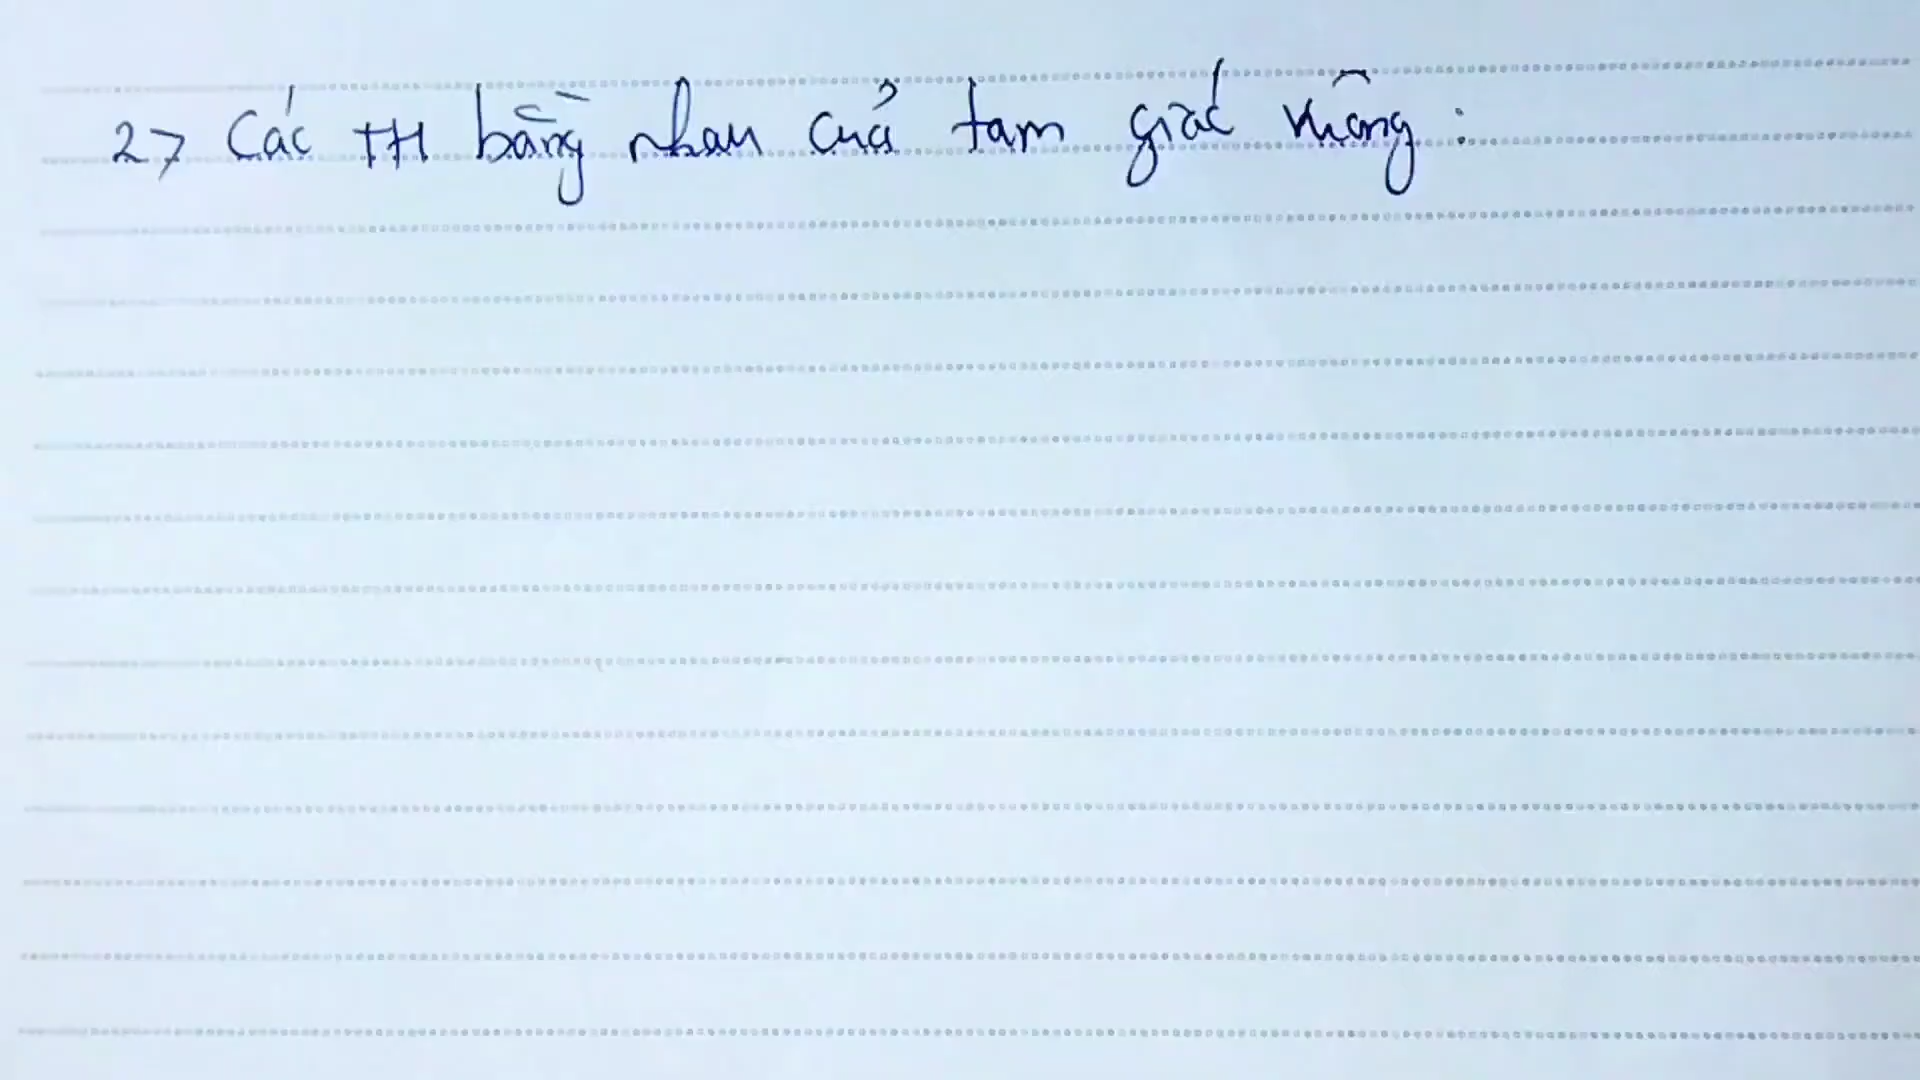 2> Các TH bằng nhau của tam giác vuông :